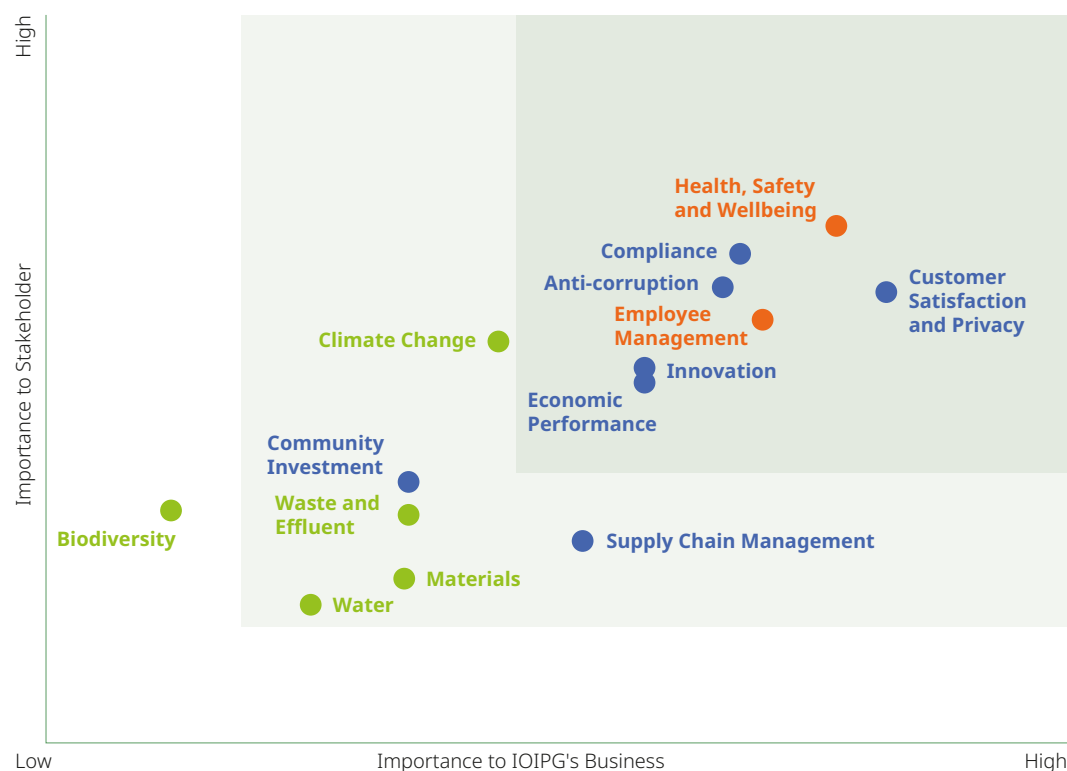 High
Importance to Stakeholder
Health, Safety
and Wellbeing
Compliance
Anti-corruption
Customer
Satisfaction
and Privacy
Employee
Management
Climate Change
Innovation
Economic
Performance
Community
Investment
Waste and
Effluent
Biodiversity
Supply Chain Management
Materials
Water
Low
Importance to IOIPG's Business
High